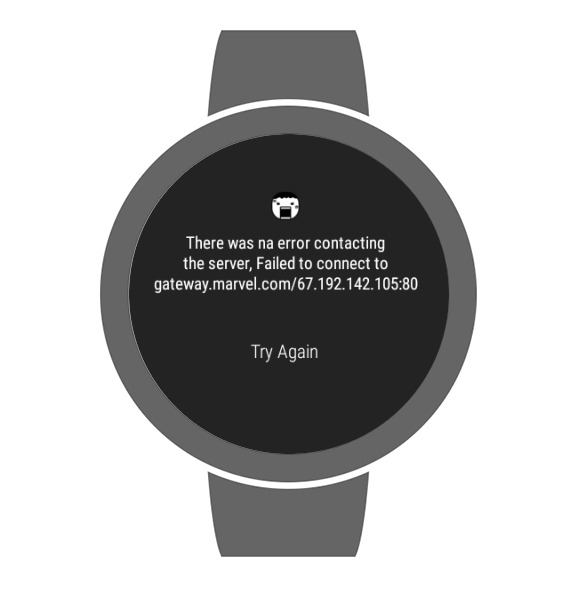 There was na error contacting
the server, Failed to connect to
gateway.marvel.com/67.192.142.105:80
Try Again